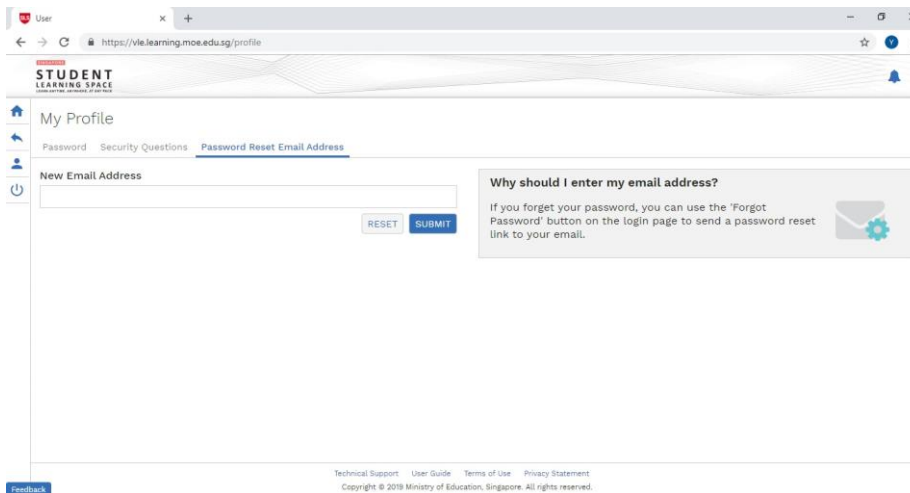 User
https://vle.learning.moe.edu.sg/profile
Y
SINGAPORE
STUDENT
LEARNING SPACE
My Profile
Password Security Questions Password Reset Email Address
New Email Address
RESET SUBMIT
Why should I enter my email address?
If you forget your password, you can use the 'Forgot
Password' button on the login page to send a password reset
link to your email.
Technical Support User Guide Terms of Use Privacy Statement
Copyright © 2019 Ministry of Education, Singapore. All rights reserved.
Feedback